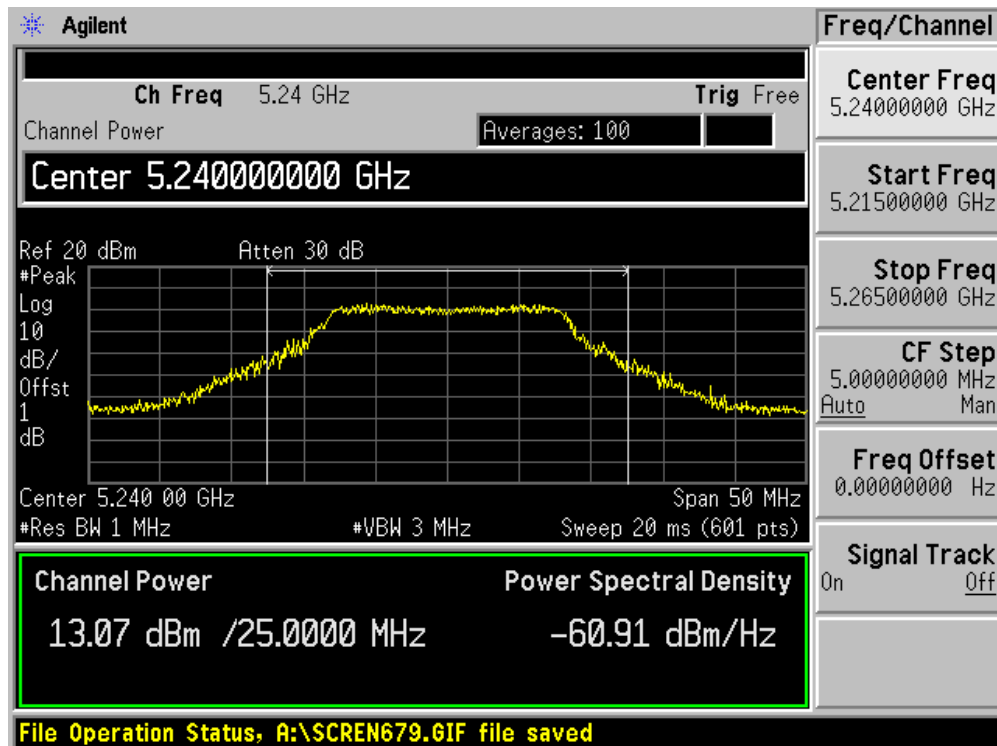 Agilent
Freq/Channel
Ch Freq 5.24 GHz Trig Free
Channel Power Averages: 100
Center 5.240000000 GHz
Ref 20 dBm Atten 30 dB
#Peak
Log
10
dB/
Offst
1
dB
Center 5.240 00 GHz Span 50 MHz
#Res BW 1 MHz #VBW 3 MHz Sweep 20 ms (601 pts)
Channel Power Power Spectral Density
13.07 dBm /25.0000 MHz -60.91 dBm/Hz
File Operation Status, A:\SCREN679.GIF file saved
Center Freq
5.24000000 GHz
Start Freq
5.21500000 GHz
Stop Freq
5.26500000 GHz
CF Step
5.00000000 MHz
Auto Man
Freq Offset
0.00000000 Hz
Signal Track
On Off